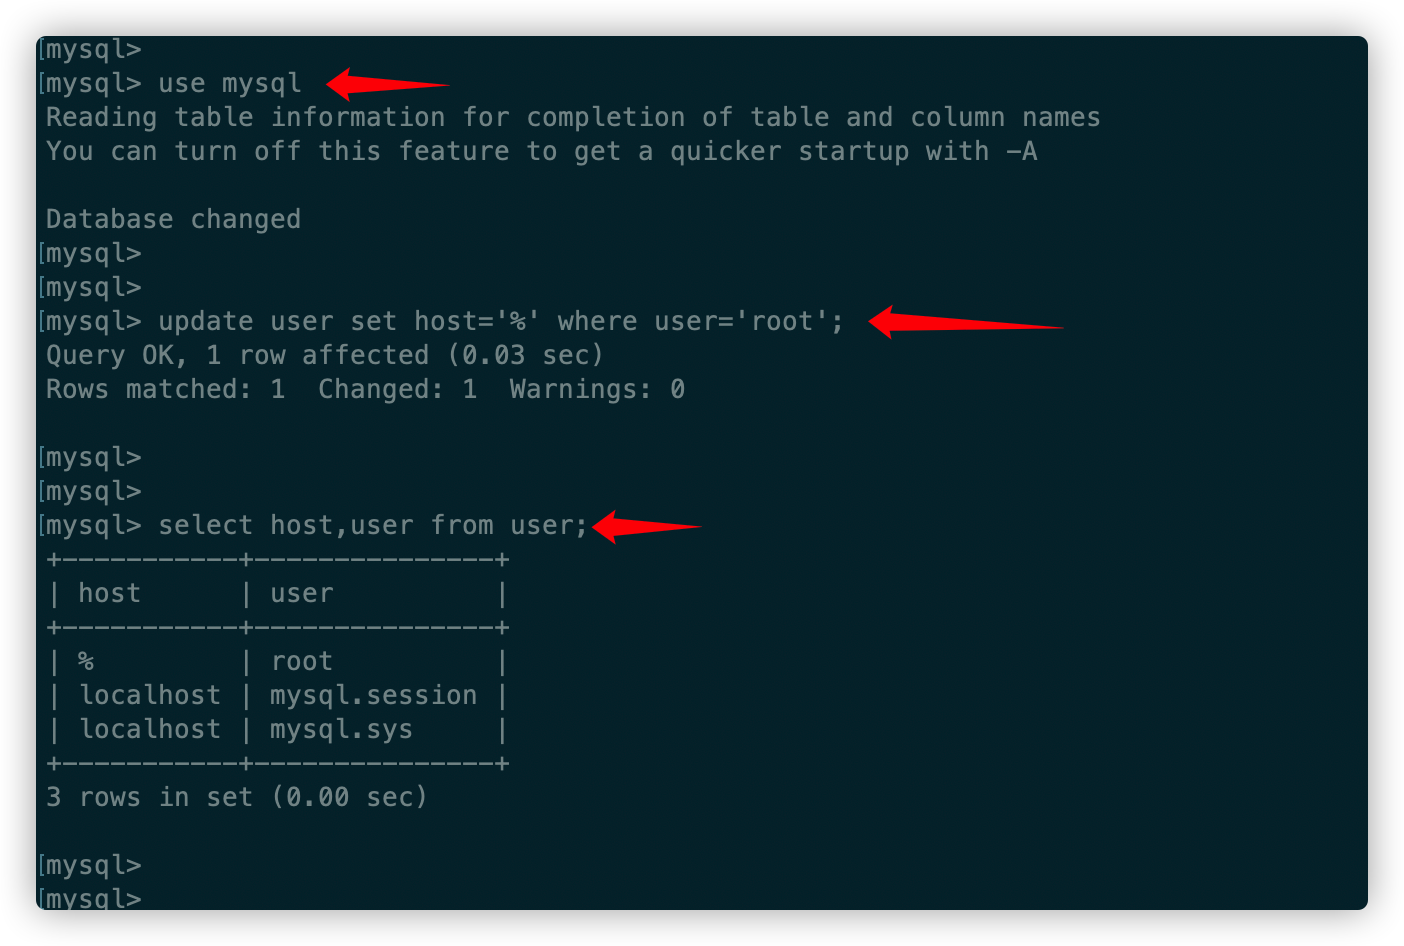 [mysql>
[mysql> use mysql
Reading table information for completion of table and column names
You can turn off this feature to get a quicker startup with -A
Database changed
[mysql>
[mysql>
[mysql> update user set host='%' where user='root';
Query OK, 1 row affected (0.03 sec)
Rows matched: 1  Changed: 1  Warnings: 0
[mysql>
[mysql>
[mysql> select host,user from user;
+-----------+---------------+
| host      | user          |
+-----------+---------------+
| %         | root          |
| localhost | mysql.session |
| localhost | mysql.sys     |
+-----------+---------------+
3 rows in set (0.00 sec)
[mysql>
[mysql>